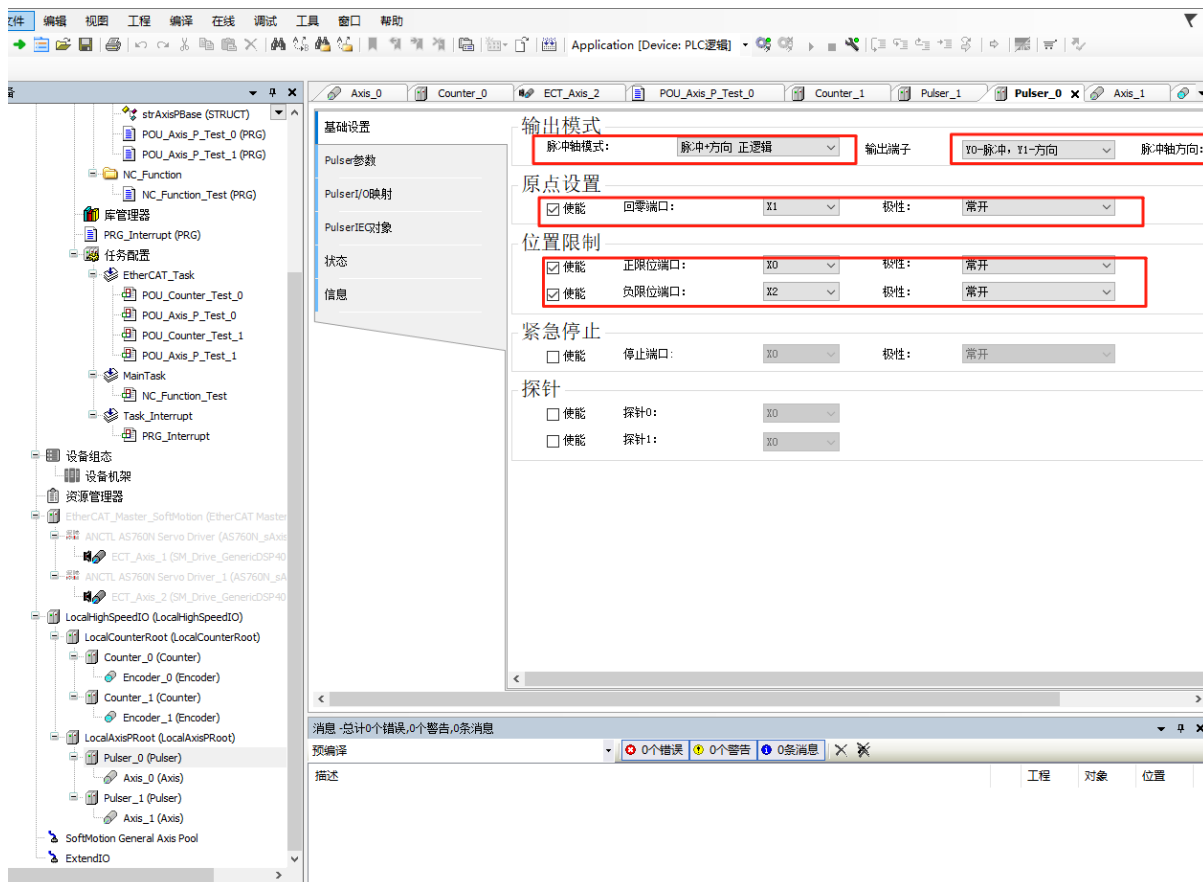 文件 编辑 视图 工程 编译 在线 调试 工具 窗口 帮助
Application [Device: PLC逻辑]
备
Axis_0 Counter_0 ECT_Axis_2 POU_Axis_P_Test_0 Counter_1 Pulser_1 Pulser_0 Axis_1
strAxisPBase (STRUCT)
POU_Axis_P_Test_0 (PRG)
POU_Axis_P_Test_1 (PRG)
NC_Function
NC_Function_Test (PRG)
库管理器
PRG_Interrupt (PRG)
任务配置
EtherCAT_Task
POU_Counter_Test_0
POU_Axis_P_Test_0
POU_Counter_Test_1
POU_Axis_P_Test_1
MainTask
NC_Function_Test
Task_Interrupt
PRG_Interrupt
设备组态
设备机架
资源管理器
EtherCAT_Master_SoftMotion (EtherCAT Master
ANCTL AS760N Servo Driver (AS760N_sAxis
ECT_Axis_1 (SM_Drive_GenericDSP40
ANCTL AS760N Servo Driver_1 (AS760N_sA
ECT_Axis_2 (SM_Drive_GenericDSP40
LocalHighSpeedIO (LocalHighSpeedIO)
LocalCounterRoot (LocalCounterRoot)
Counter_0 (Counter)
Encoder_0 (Encoder)
Counter_1 (Counter)
Encoder_1 (Encoder)
LocalAxisPRoot (LocalAxisPRoot)
Pulser_0 (Pulser)
Axis_0 (Axis)
Pulser_1 (Pulser)
Axis_1 (Axis)
SoftMotion General Axis Pool
ExtendIO
基础设置
Pulser参数
PulserI/O映射
PulserIEC对象
状态
信息
输出模式
脉冲轴模式: 脉冲+方向 正逻辑 输出端子 Y0-脉冲，Y1-方向 脉冲轴方向:
原点设置
使能 回零端口: X1 极性: 常开
位置限制
使能 正限位端口: X0 极性: 常开
使能 负限位端口: X2 极性: 常开
紧急停止
使能 停止端口: X0 极性: 常开
探针
使能 探针0: X0
使能 探针1: X0
消息 -总计0个错误,0个警告,0条消息
预编译 0个错误 0个警告 0条消息
描述 工程 对象 位置